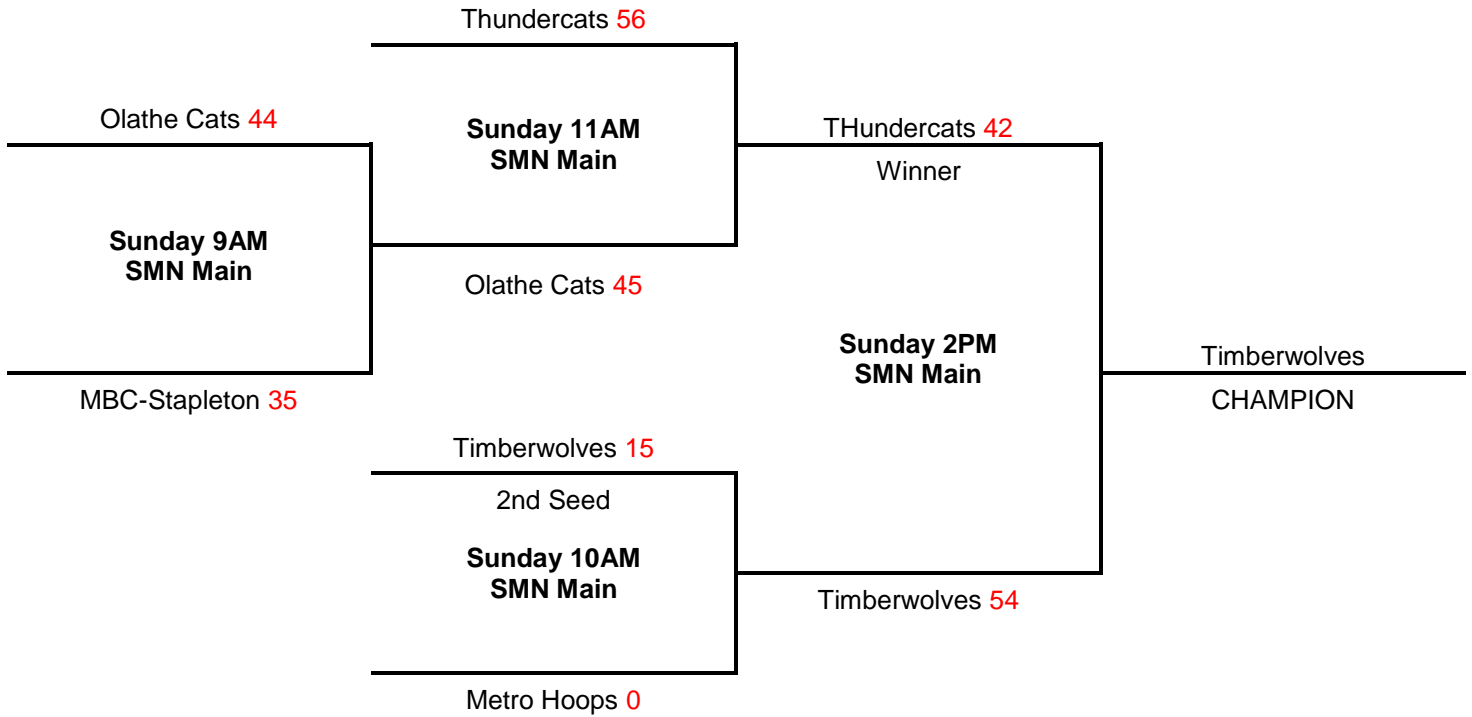 Thundercats 56
Olathe Cats 44
Sunday 11AM
SMN Main
THundercats 42
Winner
Sunday 9AM
SMN Main
Olathe Cats 45
Sunday 2PM
SMN Main
Timberwolves
CHAMPION
MBC-Stapleton 35
Timberwolves 15
2nd Seed
Sunday 10AM
SMN Main
Timberwolves 54
Metro Hoops 0